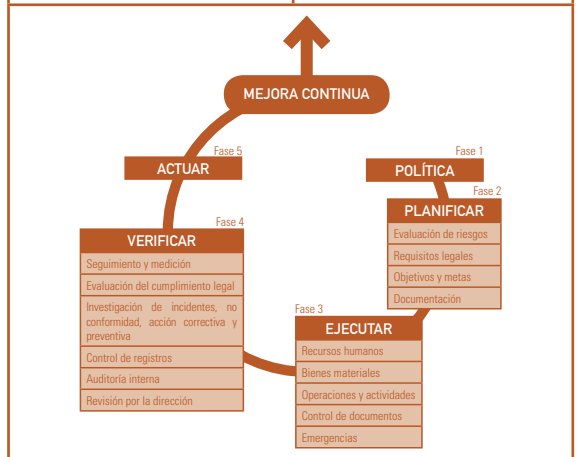 MEJORA CONTINUA
Fase 5
ACTUAR
Fase 1
POLÍTICA
Fase 2
PLANIFICAR
Evaluación de riesgos
Requisitos legales
Objetivos y metas
Documentación
Fase 4
VERIFICAR
Seguimiento y medición
Evaluación del cumplimiento legal
Investigación de incidentes, no
conformidad, acción correctiva y
preventiva
Control de registros
Auditoría interna
Revisión por la dirección
Fase 3
EJECUTAR
Recursos humanos
Bienes materiales
Operaciones y actividades
Control de documentos
Emergencias